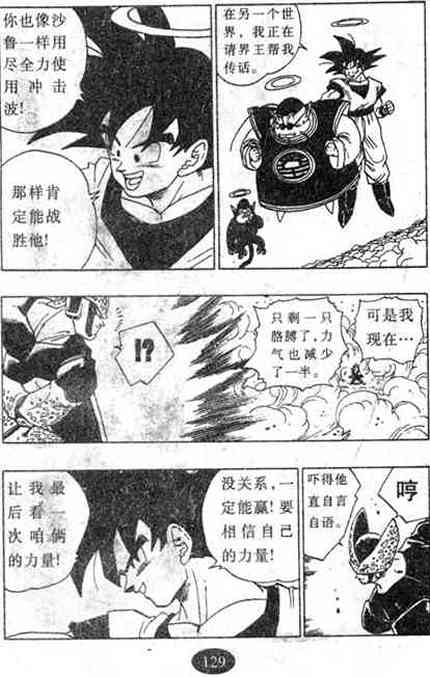 在另一个世
界，我正在
请界王帮我
传话。
你也像沙
鲁一样用
尽全力使
用冲击
波！
那样肯
定能战
胜他！
可是我
现在…
只剩一只
胳膊了，力
气也减少
了一半。
!?
哼
吓得他
直自言
自语。
没关系，一
定能赢！要
相信自己
的力量！
让我最
后看一
次咱俩
的力量！
129